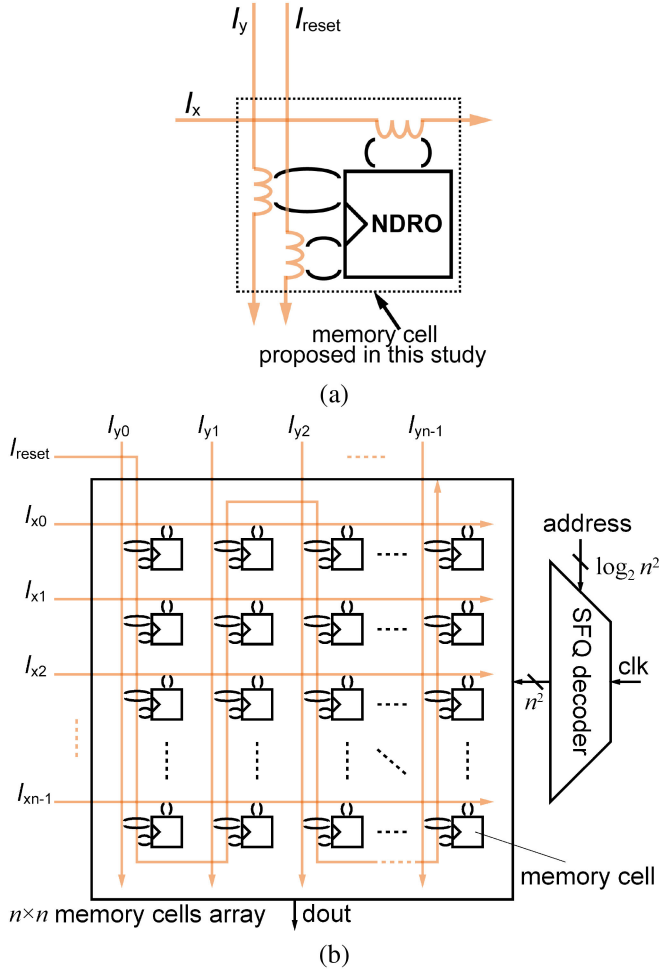 Iy
Ireset
Ix
NDRO
memory cell
proposed in this study
(a)
Iy0
Iy1
Iy2
Iyn-1
Ireset
Ix0
Ix1
Ix2
Ixn-1
address
log2 n²
SFQ decoder
clk
n²
memory cell
n×n memory cells array
dout
(b)